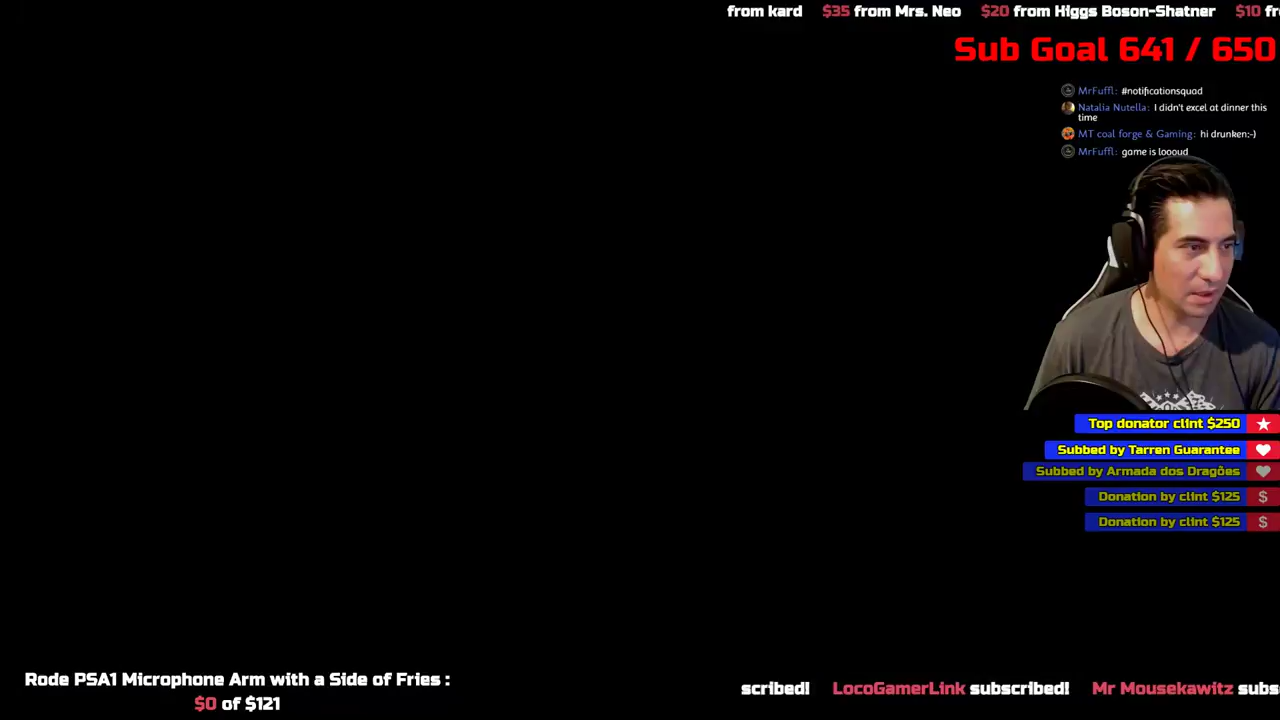 from kard $35 from Mrs. Neo $20 from Higgs Boson-Shatner $10 fr
Sub Goal 641 / 650
MrFuffl: #notificationsquad
Natalia Nutella: I didn't excel at dinner this
time
MT coal forge & Gaming: hi drunken:-)
MrFuffl: game is loooud
Top donator clint $250
Subbed by Tarren Guarantee
Subbed by Armada dos Dragões
Donation by clint $125 $
Donation by clint $125 $
Rode PSA1 Microphone Arm with a Side of Fries :
$0 of $121
scribed! LocoGamerLink subscribed! Mr Mousekawitz subs